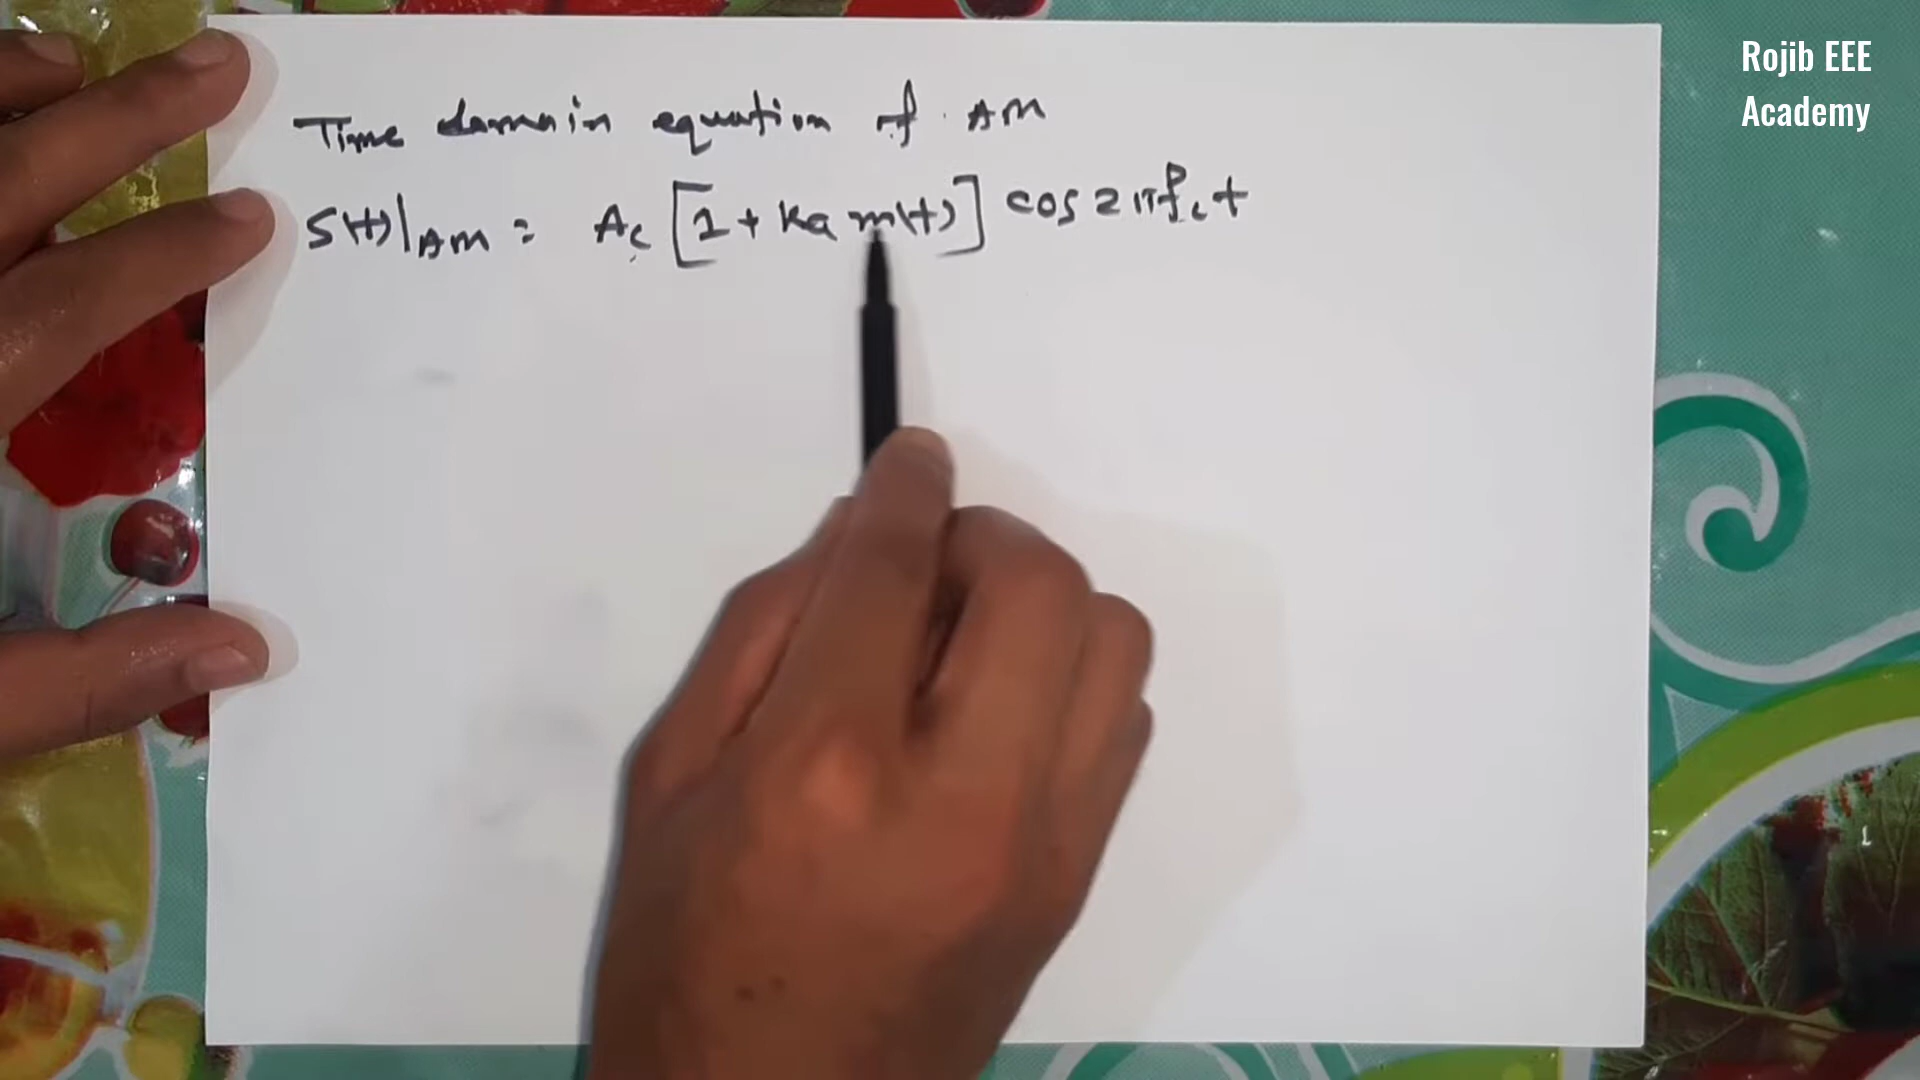 Time domain equation of AM
S(t)|AM = Ac [1 + Ka m(t)] cos 2πfct
Rojib EEE
Academy